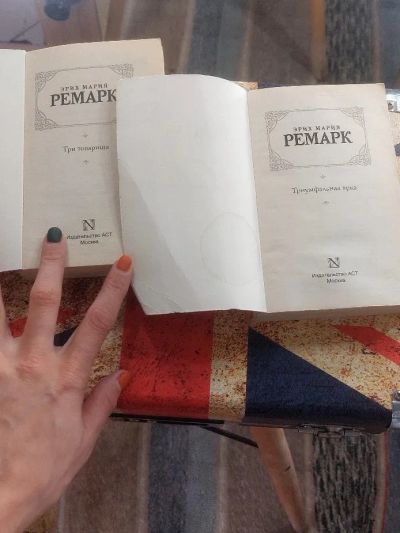 ЭРИХ МАРИЯ
РЕМАРК
Три товарища
N
Издательство АСТ
Москва
ЭРИХ МАРИЯ
РЕМАРК
Триумфальная арка
N
Издательство АСТ
Москва